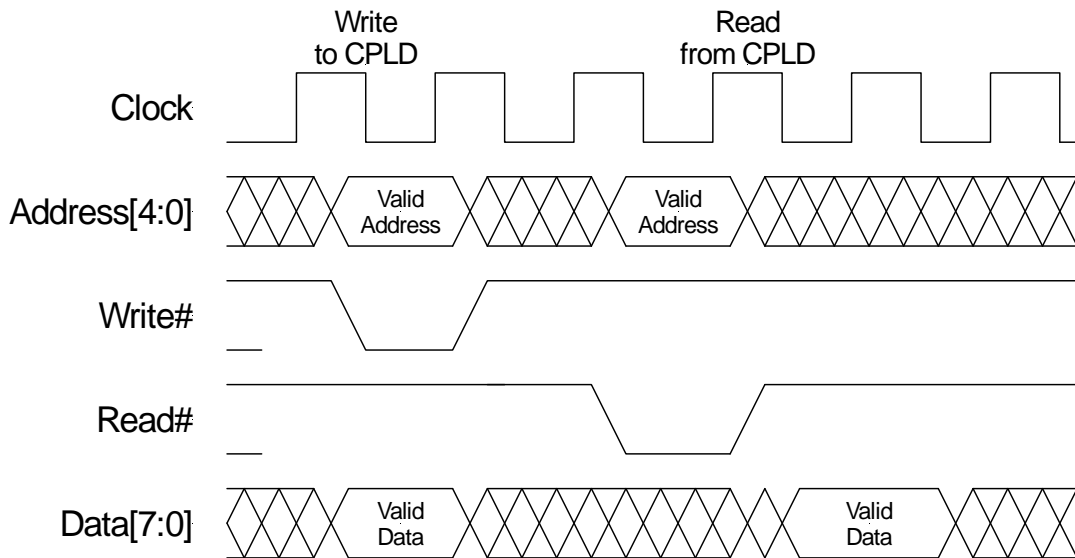 Write
to CPLD
Read
from CPLD
Clock
Address[4:0]
Valid
Address
Valid
Address
Write#
Read#
Data[7:0]
Valid
Data
Valid
Data